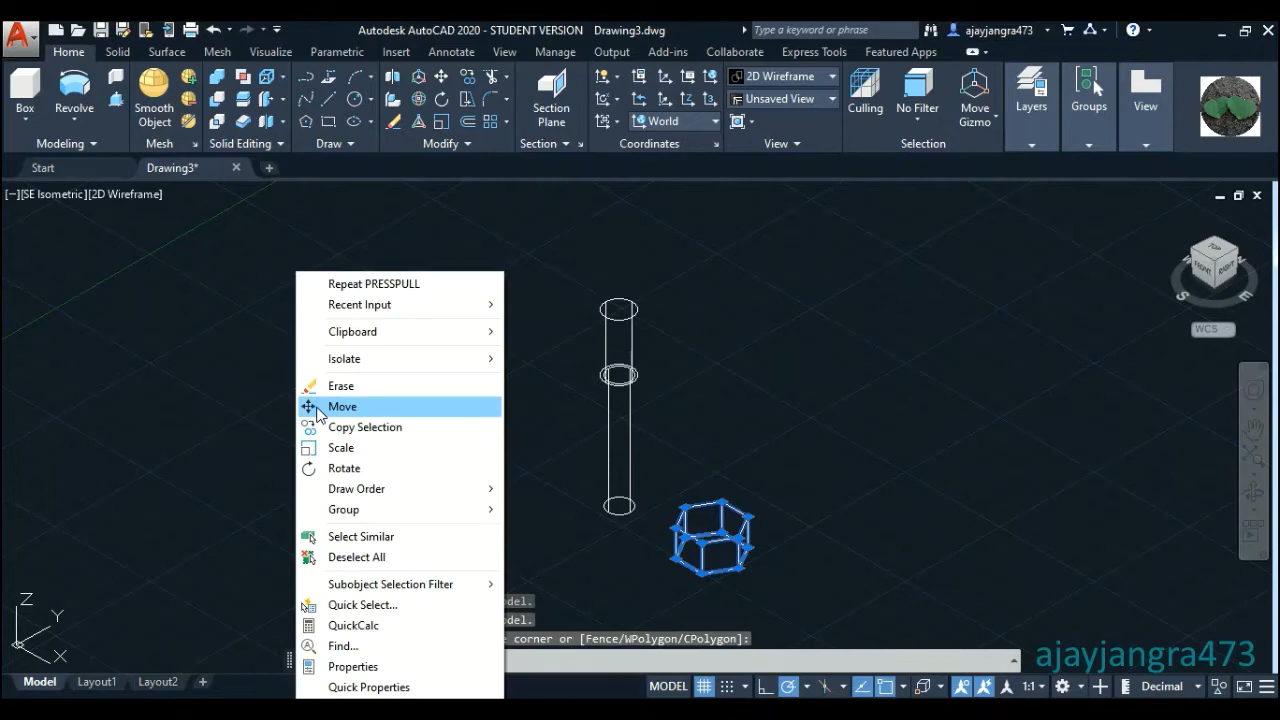 Autodesk AutoCAD 2020 - STUDENT VERSION Drawing3.dwg
Type a keyword or phrase
ajayjangra473
Home Solid Surface Mesh Visualize Parametric Insert Annotate View Manage Output Add-ins Collaborate Express Tools Featured Apps
Box
Revolve
Smooth
Object
Section
Plane
2D Wireframe
Unsaved View
World
Culling
No Filter
Move
Gizmo
Layers
Groups
View
Modeling
Mesh
Solid Editing
Draw
Modify
Section
Coordinates
View
Selection
Start
Drawing3*
[−][SE Isometric][2D Wireframe]
TOP
FRONT
RIGHT
W
S
E
WCS
Repeat PRESSPULL
Recent Input
Clipboard
Isolate
Erase
Move
Copy Selection
Scale
Rotate
Draw Order
Group
Select Similar
Deselect All
Subobject Selection Filter
Quick Select...
QuickCalc
Find...
Properties
Quick Properties
odel.
odel.
e corner or [Fence/WPolygon/CPolygon]:
Z
Y
X
ajayjangra473
Model Layout1 Layout2
MODEL
1:1
Decimal